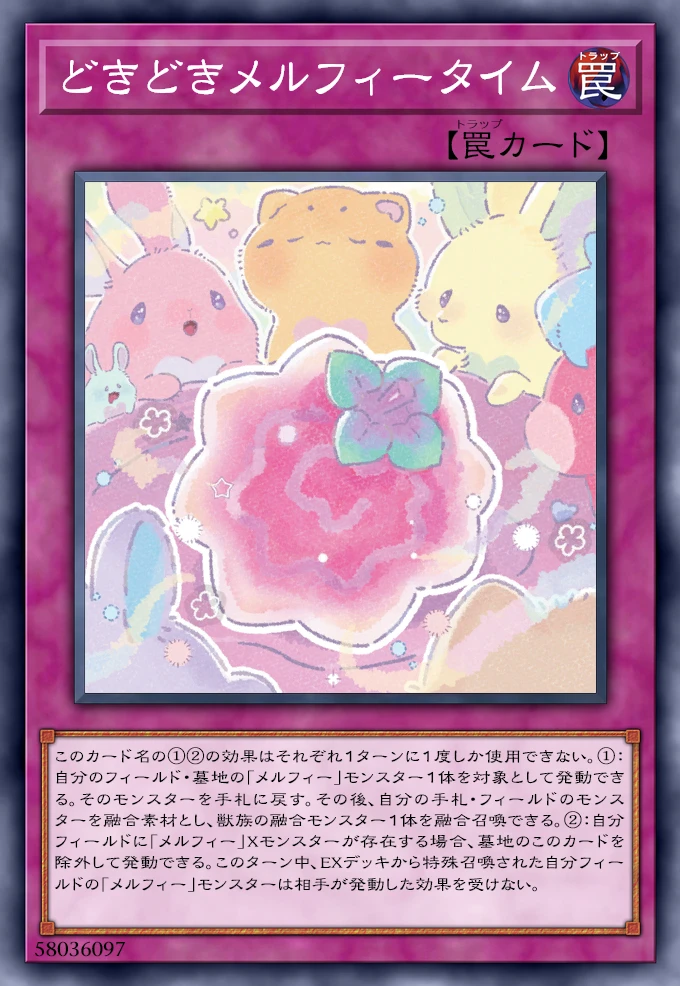 どきどきメルフィータイム
トラップ
罠
トラップ
【罠カード】
このカード名の①②の効果はそれぞれ1ターンに1度しか使用できない。①：
自分のフィールド・墓地の「メルフィー」モンスター1体を対象として発動でき
る。そのモンスターを手札に戻す。その後、自分の手札・フィールドのモンス
ターを融合素材とし、獣族の融合モンスター1体を融合召喚できる。②：自分
フィールドに「メルフィー」Xモンスターが存在する場合、墓地のこのカードを
除外して発動できる。このターン中、EXデッキから特殊召喚された自分フィー
ルドの「メルフィー」モンスターは相手が発動した効果を受けない。
58036097